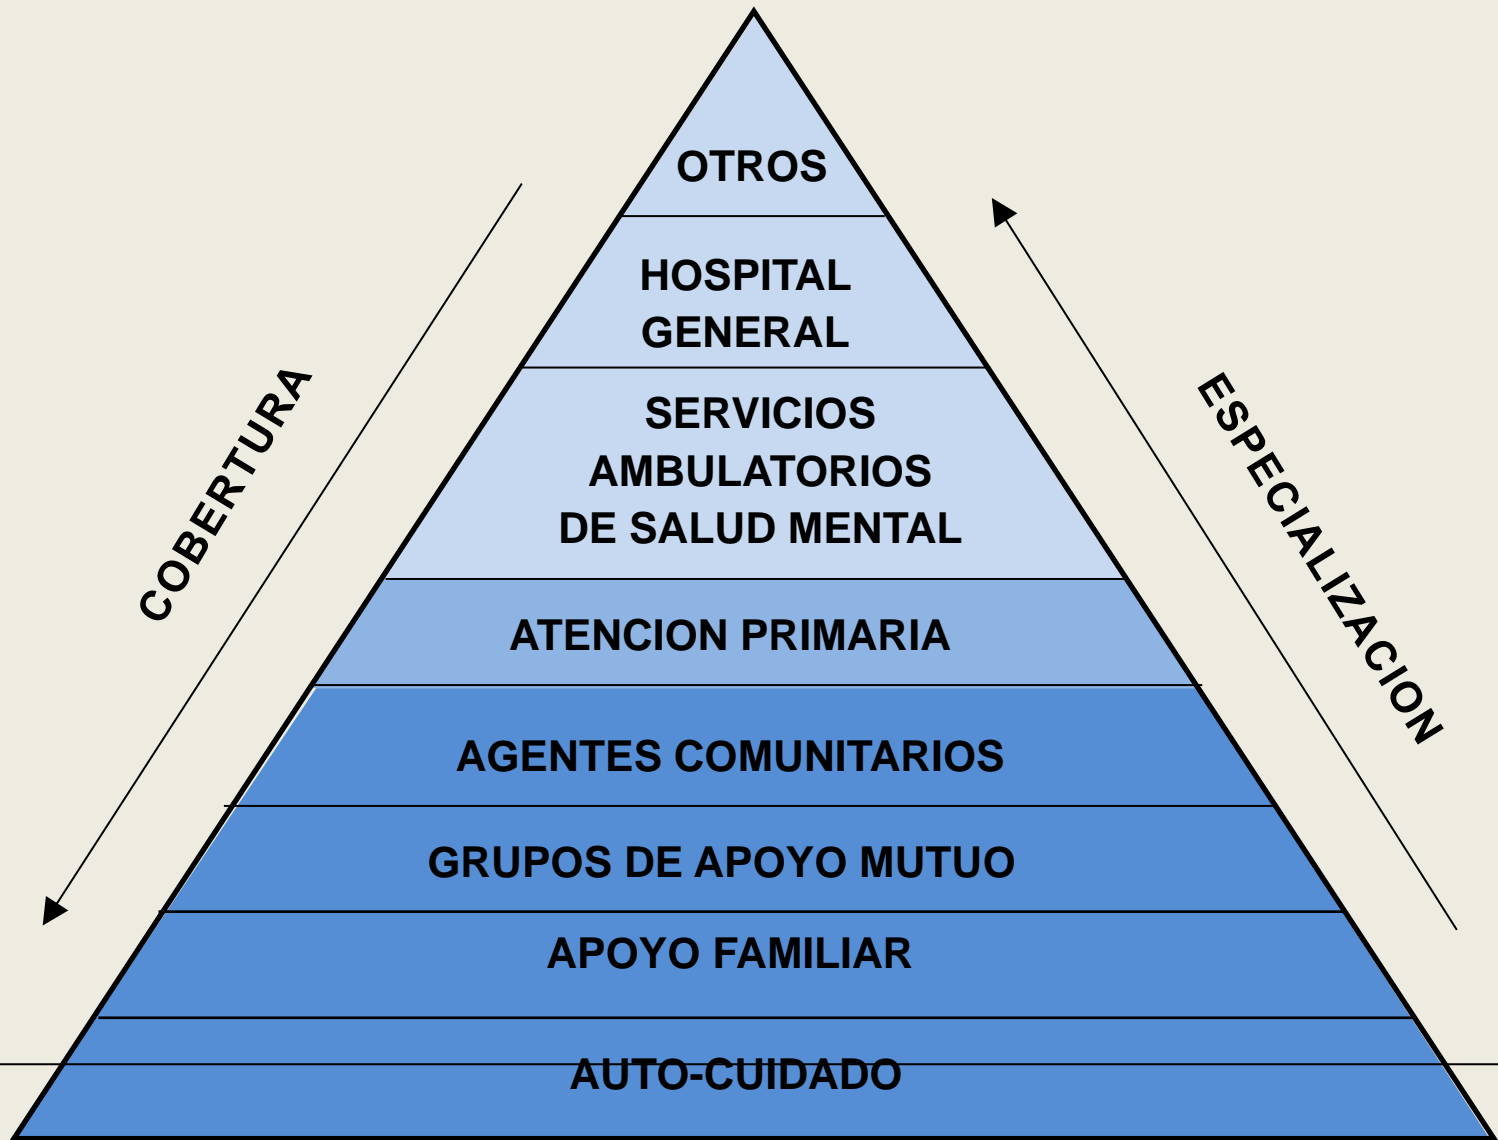 OTROS
HOSPITAL
GENERAL
SERVICIOS
AMBULATORIOS
DE SALUD MENTAL
ATENCION PRIMARIA
AGENTES COMUNITARIOS
GRUPOS DE APOYO MUTUO
APOYO FAMILIAR
AUTO-CUIDADO
COBERTURA
ESPECIALIZACION